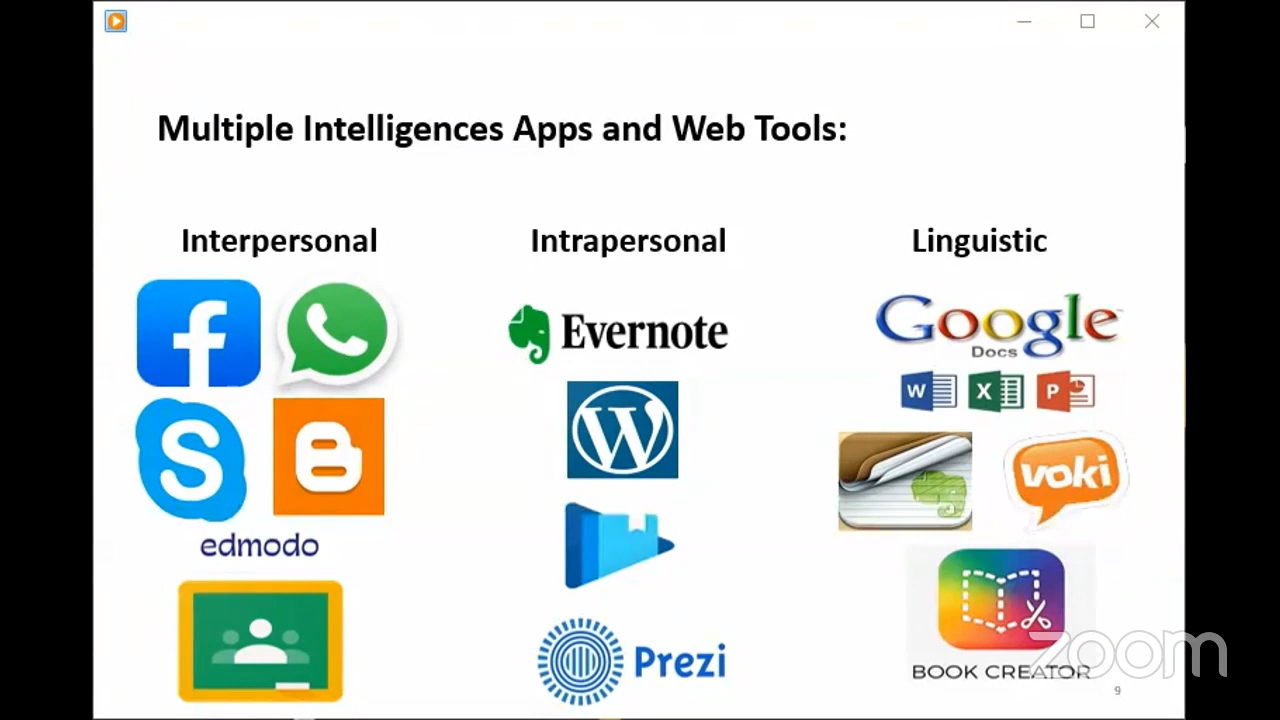 Multiple Intelligences Apps and Web Tools:
Interpersonal
Intrapersonal
Linguistic
Evernote
Google
Docs
W X P
S B
W
voki
edmodo
Prezi
BOOK CREATOR
zoom
9